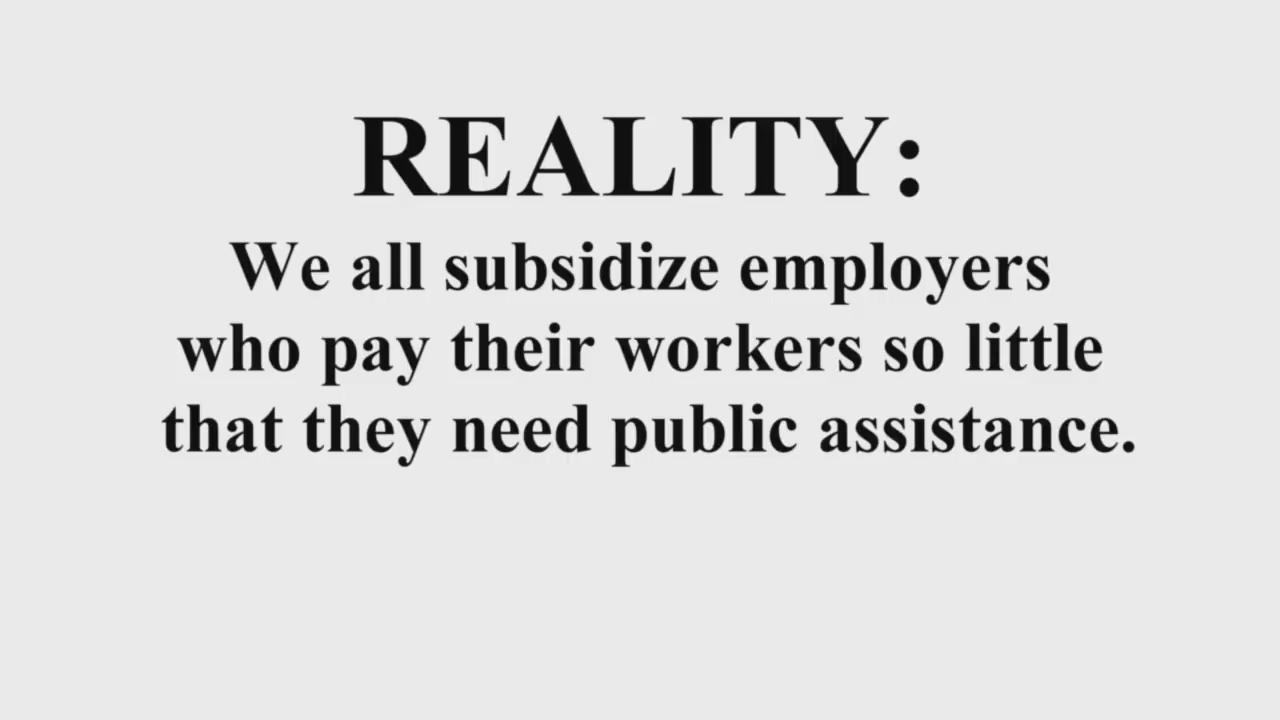 REALITY:
We all subsidize employers
who pay their workers so little
that they need public assistance.